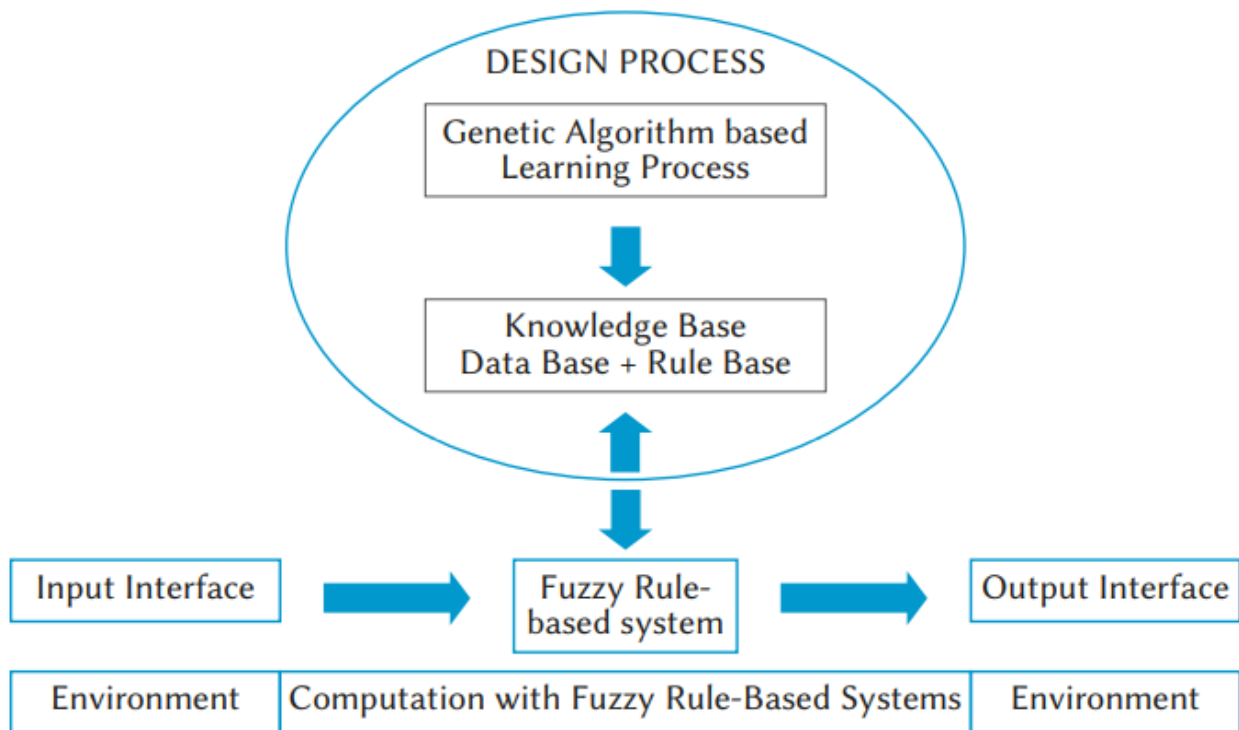 DESIGN PROCESS
Genetic Algorithm based
Learning Process
Knowledge Base
Data Base + Rule Base
Input Interface
Fuzzy Rule-
based system
Output Interface
Environment
Computation with Fuzzy Rule-Based Systems
Environment